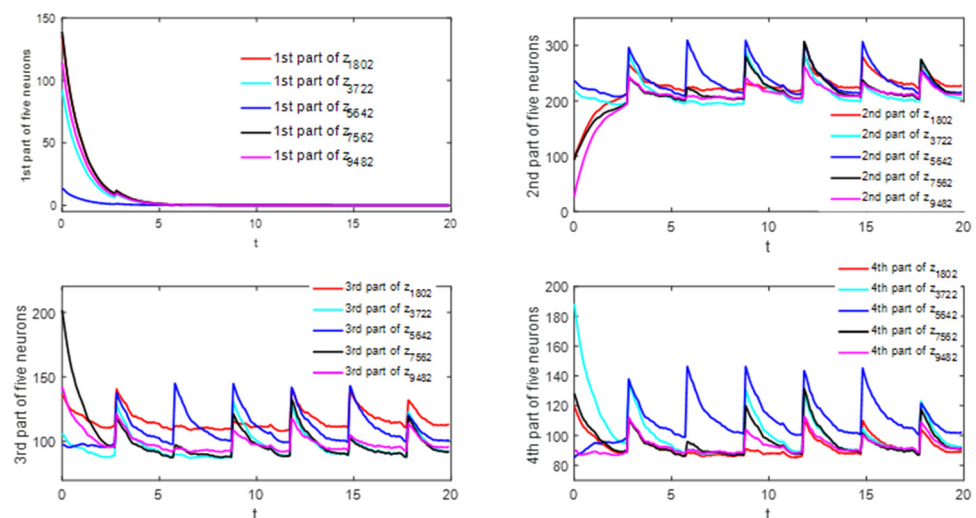 150
100
50
0
1st part of five neurons
1st part of z1802
1st part of z3722
1st part of z5642
1st part of z7562
1st part of z9482
0 5 10 15 20
t
300
200
100
0
2nd part of five neurons
2nd part of z1802
2nd part of z3722
2nd part of z5642
2nd part of z7562
2nd part of z9482
0 5 10 15 20
t
200
150
100
3rd part of five neurons
3rd part of z1802
3rd part of z3722
3rd part of z5642
3rd part of z7562
3rd part of z9482
0 5 10 15 20
t
200
180
160
140
120
100
80
4th part of five neurons
4th part of z1802
4th part of z3722
4th part of z5642
4th part of z7562
4th part of z9482
0 5 10 15 20
t